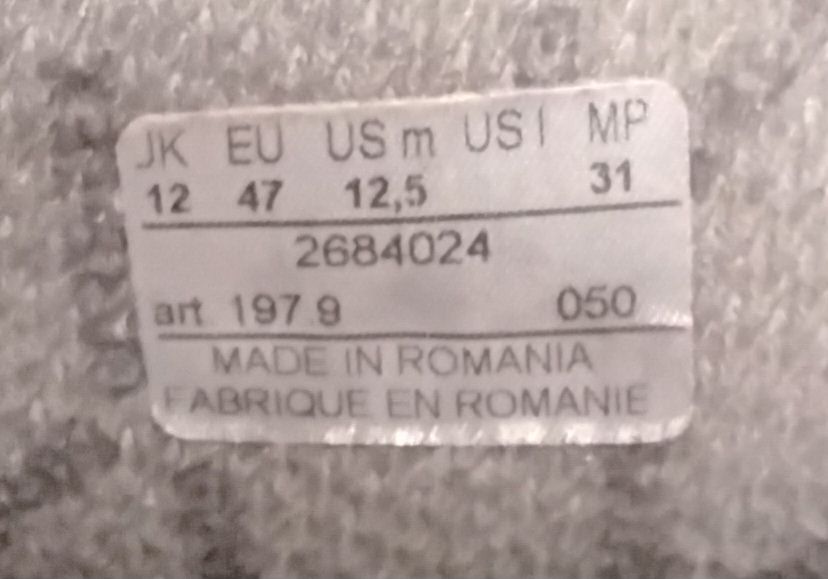 JK EU US m US l MP
12 47 12,5 31
2684024
art 197 9 050
MADE IN ROMANIA
FABRIQUE EN ROMANIE